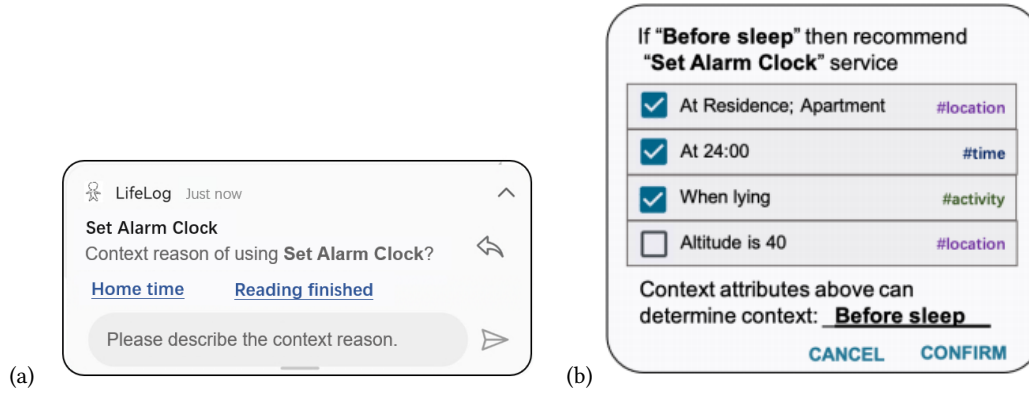 LifeLog Just now
Set Alarm Clock
Context reason of using Set Alarm Clock?
Home time Reading finished
Please describe the context reason.
(a)
If “Before sleep” then recommend
“Set Alarm Clock” service
At Residence; Apartment #location
At 24:00 #time
When lying #activity
Altitude is 40 #location
Context attributes above can
determine context: Before sleep
CANCEL CONFIRM
(b)